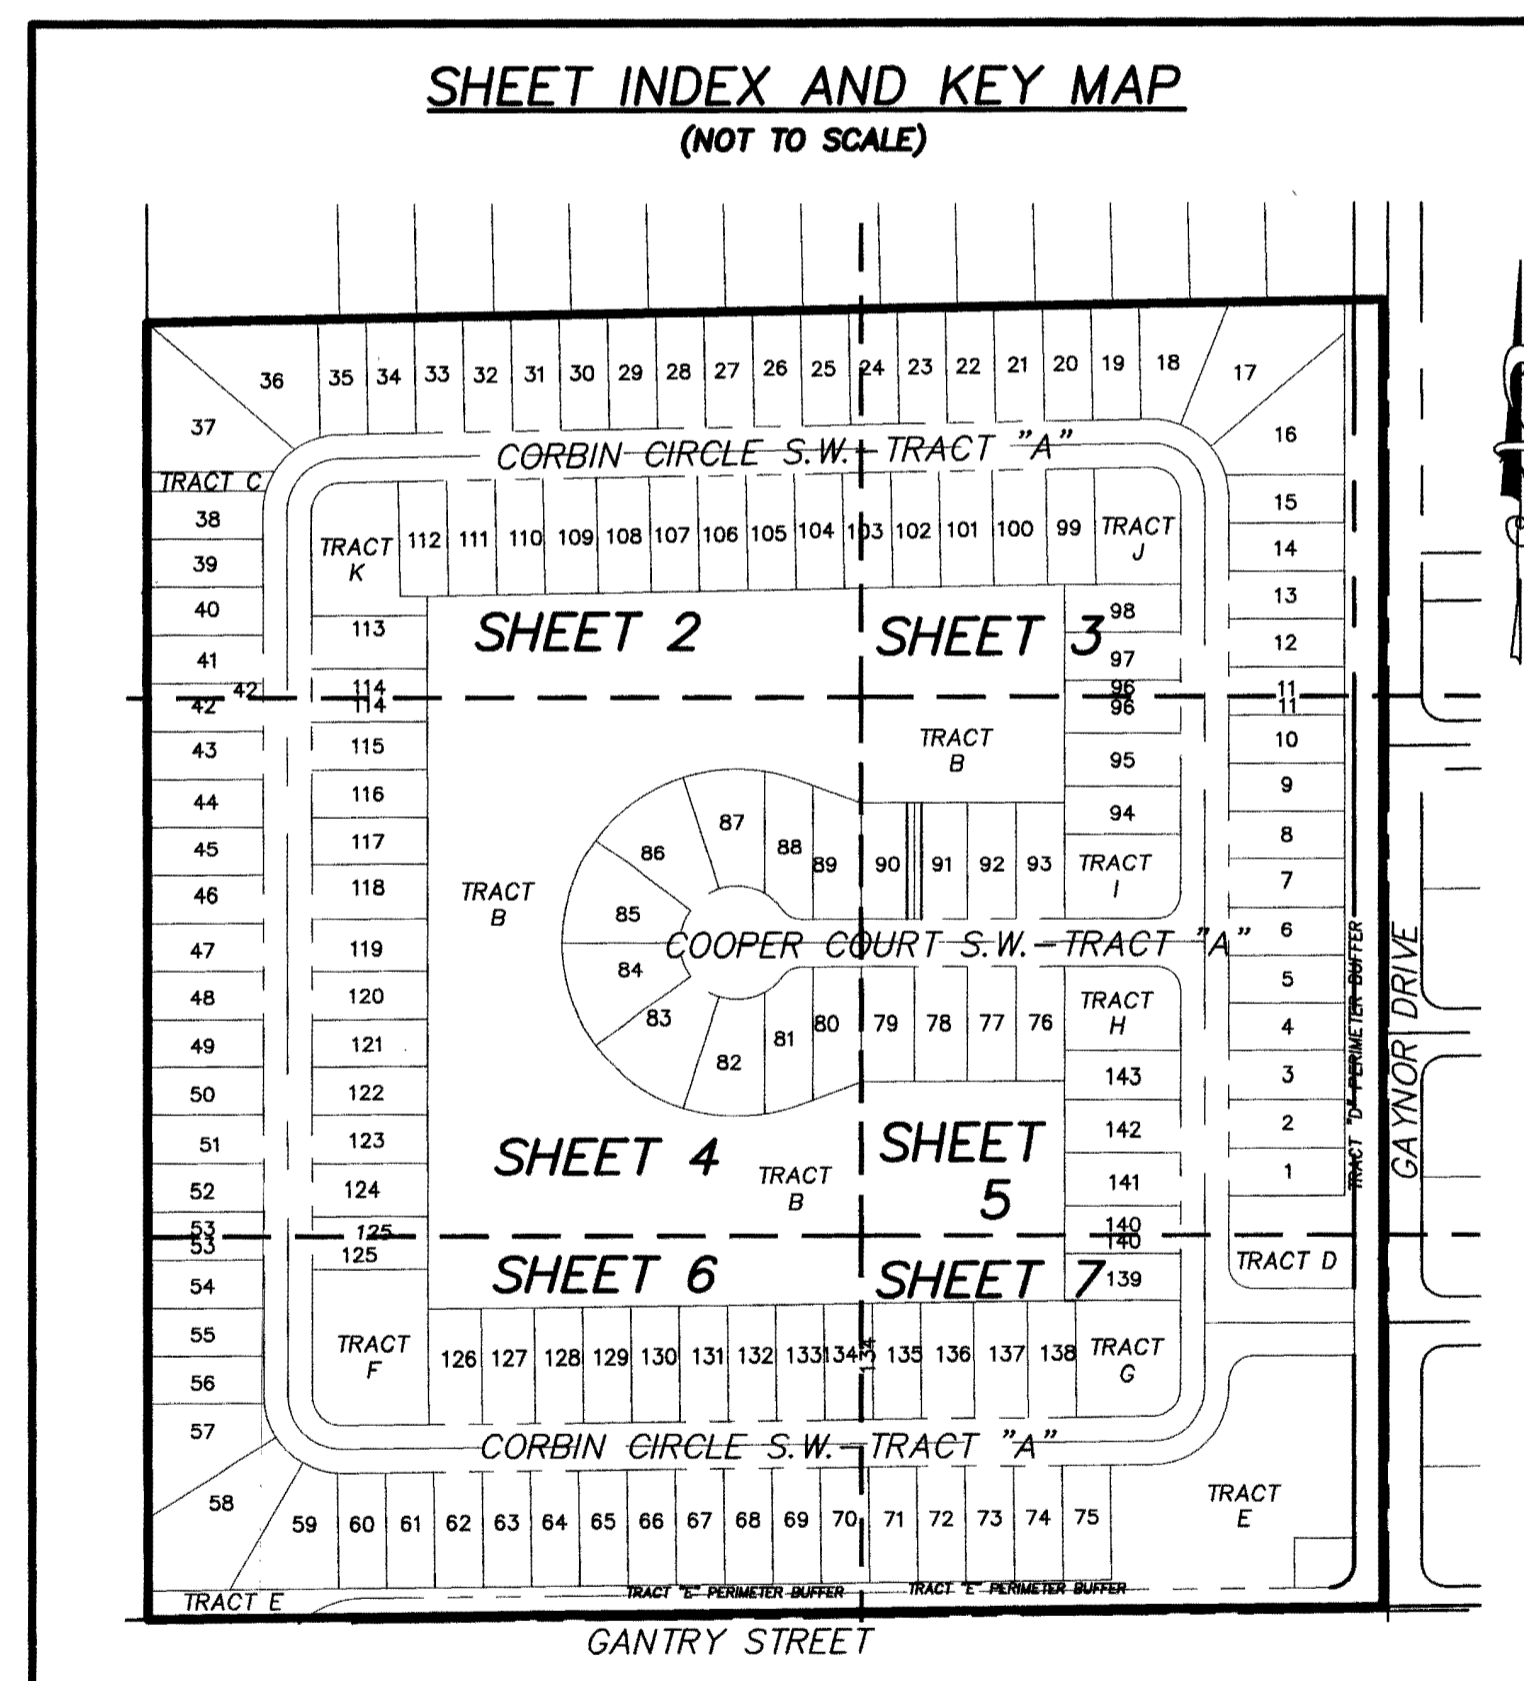 SHEET INDEX AND KEY MAP
(NOT TO SCALE)
36 35 34 33 32 31 30 29 28 27 26 25 24 23 22 21 20 19 18 17
37
16
CORBIN CIRCLE S.W. - TRACT "A"
TRACT C
15
38
TRACT K
112 111 110 109 108 107 106 105 104 103 102 101 100 99
TRACT J
14
39
13
40
113
SHEET 2
SHEET 3
98
12
41
97
42
114
96
11
42
114
96
11
43
115
TRACT B
95
10
44
116
94
9
45
117
87
88
8
86
89
90
91
92
93
TRACT I
7
46
118
TRACT B
85
6
47
119
COOPER COURT S.W. - TRACT "A"
84
5
48
120
83
81
80
79
78
77
76
TRACT H
4
49
121
82
3
50
122
143
2
51
123
142
SHEET 4
SHEET 5
TRACT B
1
52
124
141
TRACT "D" PERIMETER BUFFER
GAYNOR DRIVE
53
125
140
53
125
140
SHEET 6
SHEET 7
TRACT D
54
139
55
TRACT F
126 127 128 129 130 131 132 133 134 134 135 136 137 138
TRACT G
56
57
CORBIN CIRCLE S.W. - TRACT "A"
58
59 60 61 62 63 64 65 66 67 68 69 70 71 72 73 74 75
TRACT E
TRACT E
TRACT "E" PERIMETER BUFFER
TRACT "E" PERIMETER BUFFER
GANTRY STREET